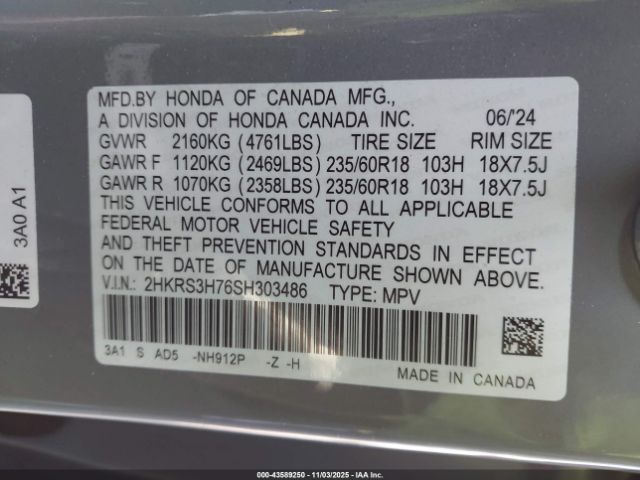 MFD.BY HONDA OF CANADA MFG.,
A DIVISION OF HONDA CANADA INC. 06/'24
GVWR 2160KG (4761LBS) TIRE SIZE RIM SIZE
GAWR F 1120KG (2469LBS) 235/60R18 103H 18X7.5J
GAWR R 1070KG (2358LBS) 235/60R18 103H 18X7.5J
THIS VEHICLE CONFORMS TO ALL APPLICABLE
FEDERAL MOTOR VEHICLE SAFETY
AND THEFT PREVENTION STANDARDS IN EFFECT
ON THE DATE OF MANUFACTURE SHOWN ABOVE.
V.I.N.: 2HKRS3H76SH303486 TYPE: MPV
3A1 S AD5 -NH912P -Z -H
MADE IN CANADA
3A0 A1
000-43589250 - 11/03/2025 - IAA Inc.